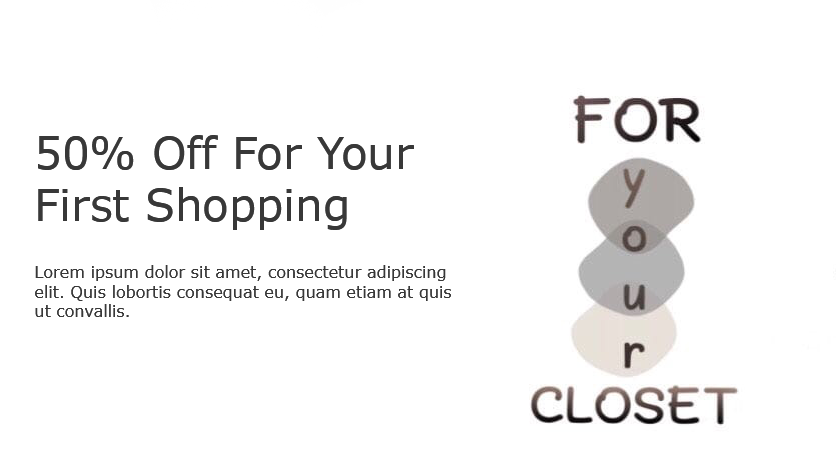 50% Off For Your
First Shopping
Lorem ipsum dolor sit amet, consectetur adipiscing
elit. Quis lobortis consequat eu, quam etiam at quis
ut convallis.
FOR
y
o
u
r
CLOSET